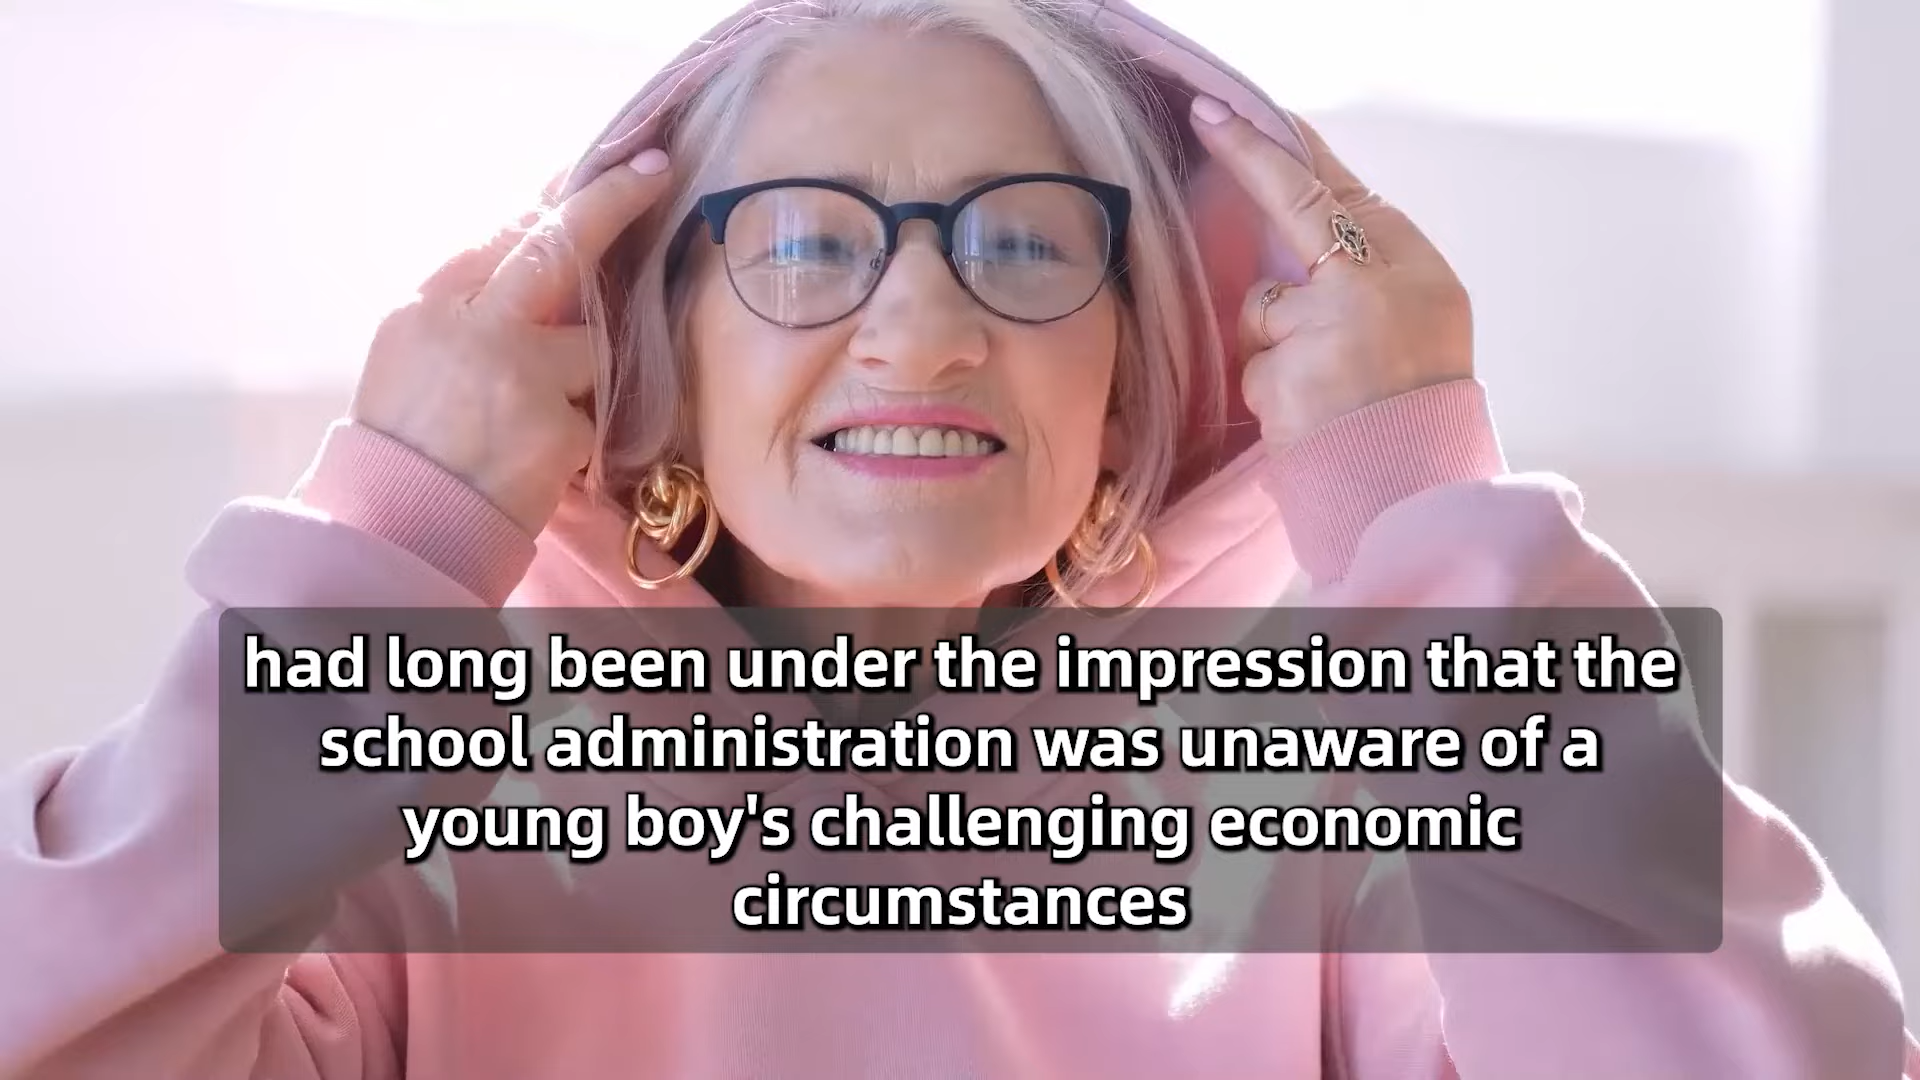 had long been under the impression that the
school administration was unaware of a
young boy's challenging economic
circumstances